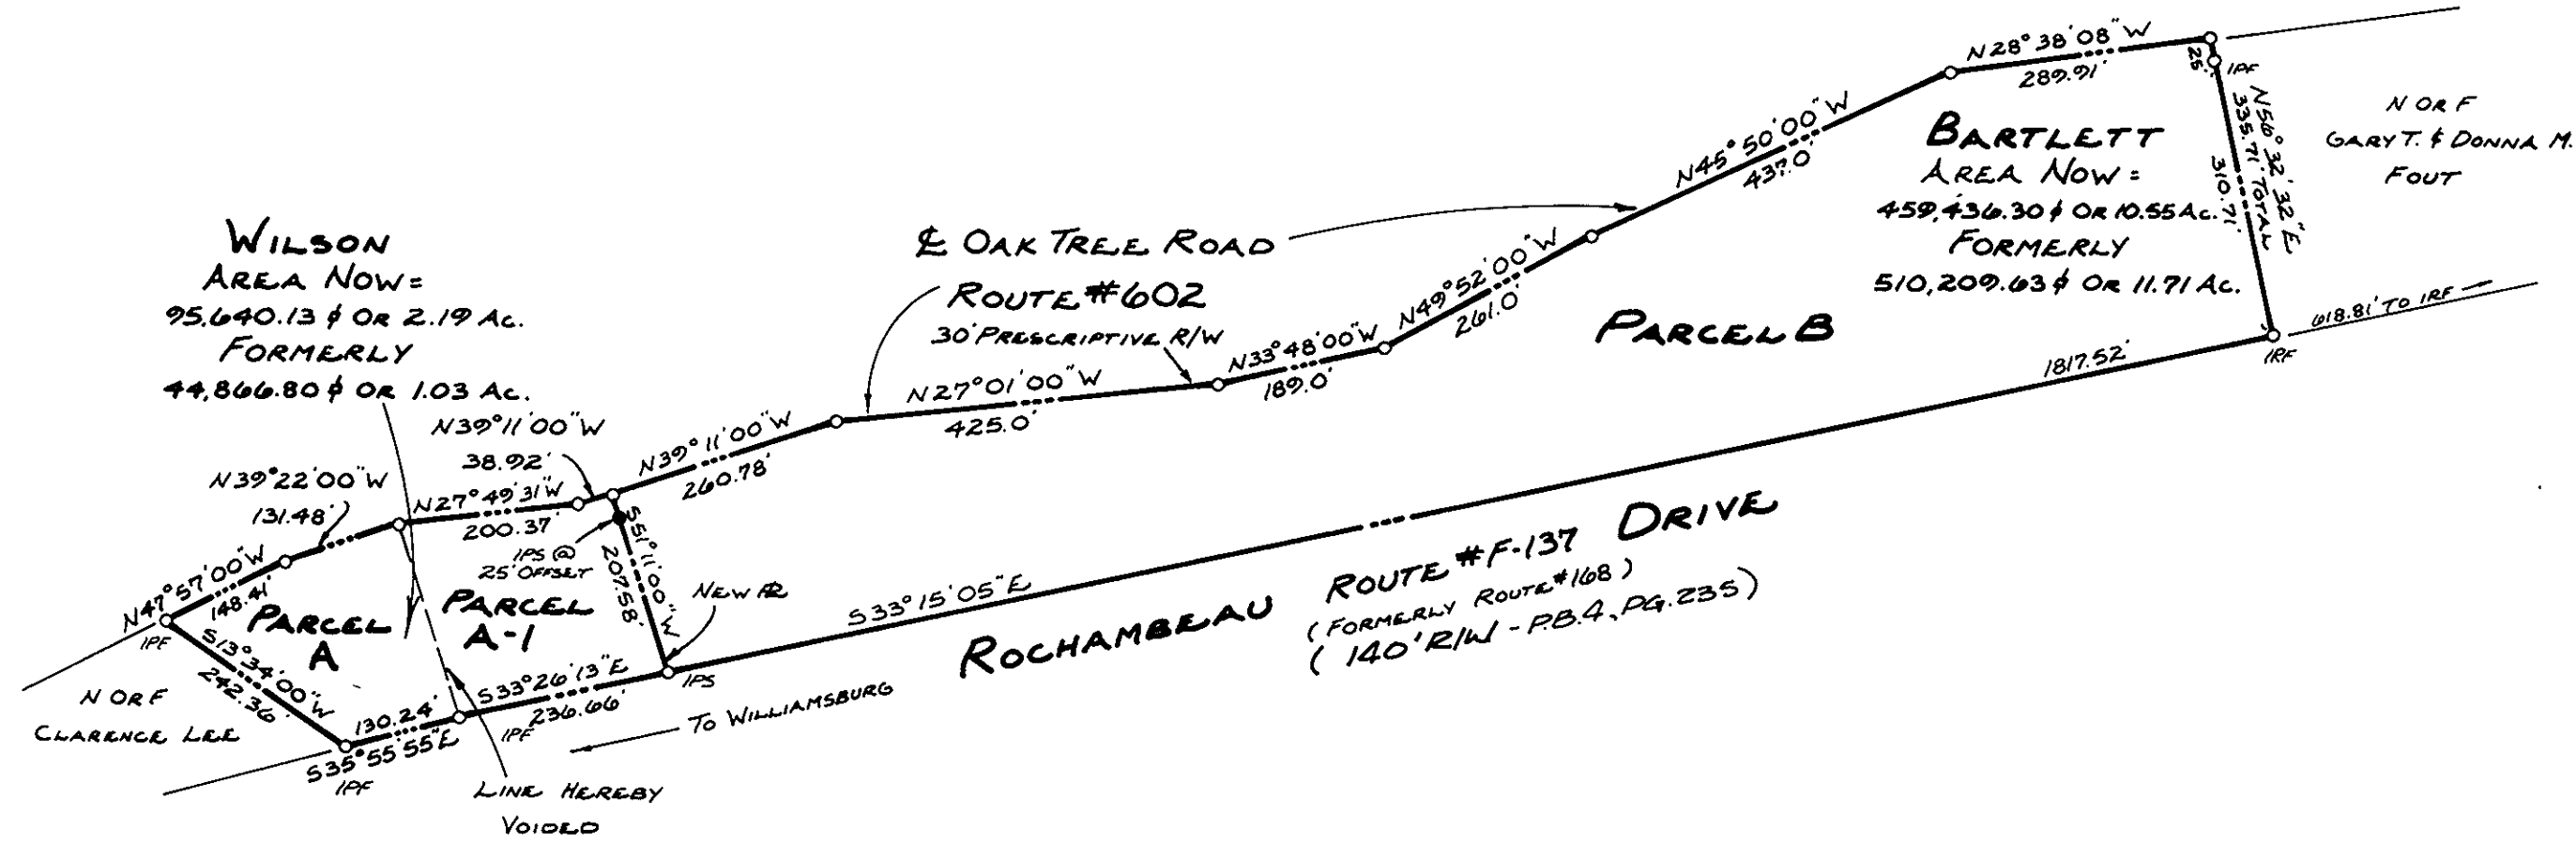 WILSON
AREA NOW =
95,640.13 ⌀ OR 2.19 AC.
FORMERLY
44,866.80 ⌀ OR 1.03 AC.
N39°11'00"W
38.92'
N39°22'00"W
131.48'
N27°49'31"W
200.37'
IPS @
25' OFFSET
N47°57'00"W
148.41'
IPF
PARCEL
A
PARCEL
A-1
S13°34'00"W
242.36'
N OR F
CLARENCE LEE
130.24'
S35°55'55"E
IPF
S33°26'13"E
236.66'
IPF
LINE HEREBY
VOIDED
S51°11'00"W
207.58'
NEW ℄
IPS
TO WILLIAMSBURG
N39°11'00"W
260.78'
℄ OAK TREE ROAD
ROUTE #602
30' PRESCRIPTIVE R/W
N27°01'00"W
425.0'
N33°48'00"W
189.0'
N49°52'00"W
261.0'
N45°50'00"W
437.0'
N28°38'08"W
289.91'
25'
IPF
N56°32'32"E
335.71' TOTAL
310.71'
BARTLETT
AREA NOW =
459,436.30 ⌀ OR 10.55 AC.
FORMERLY
510,209.63 ⌀ OR 11.71 AC.
PARCEL B
N OR F
GARY T. & DONNA M.
FOUT
618.81' TO IRF
IRF
1817.52'
S33°15'05"E
ROCHAMBEAU DRIVE
ROUTE #F-137
(FORMERLY ROUTE #168)
(140' R/W - P.B.4, PG.235)